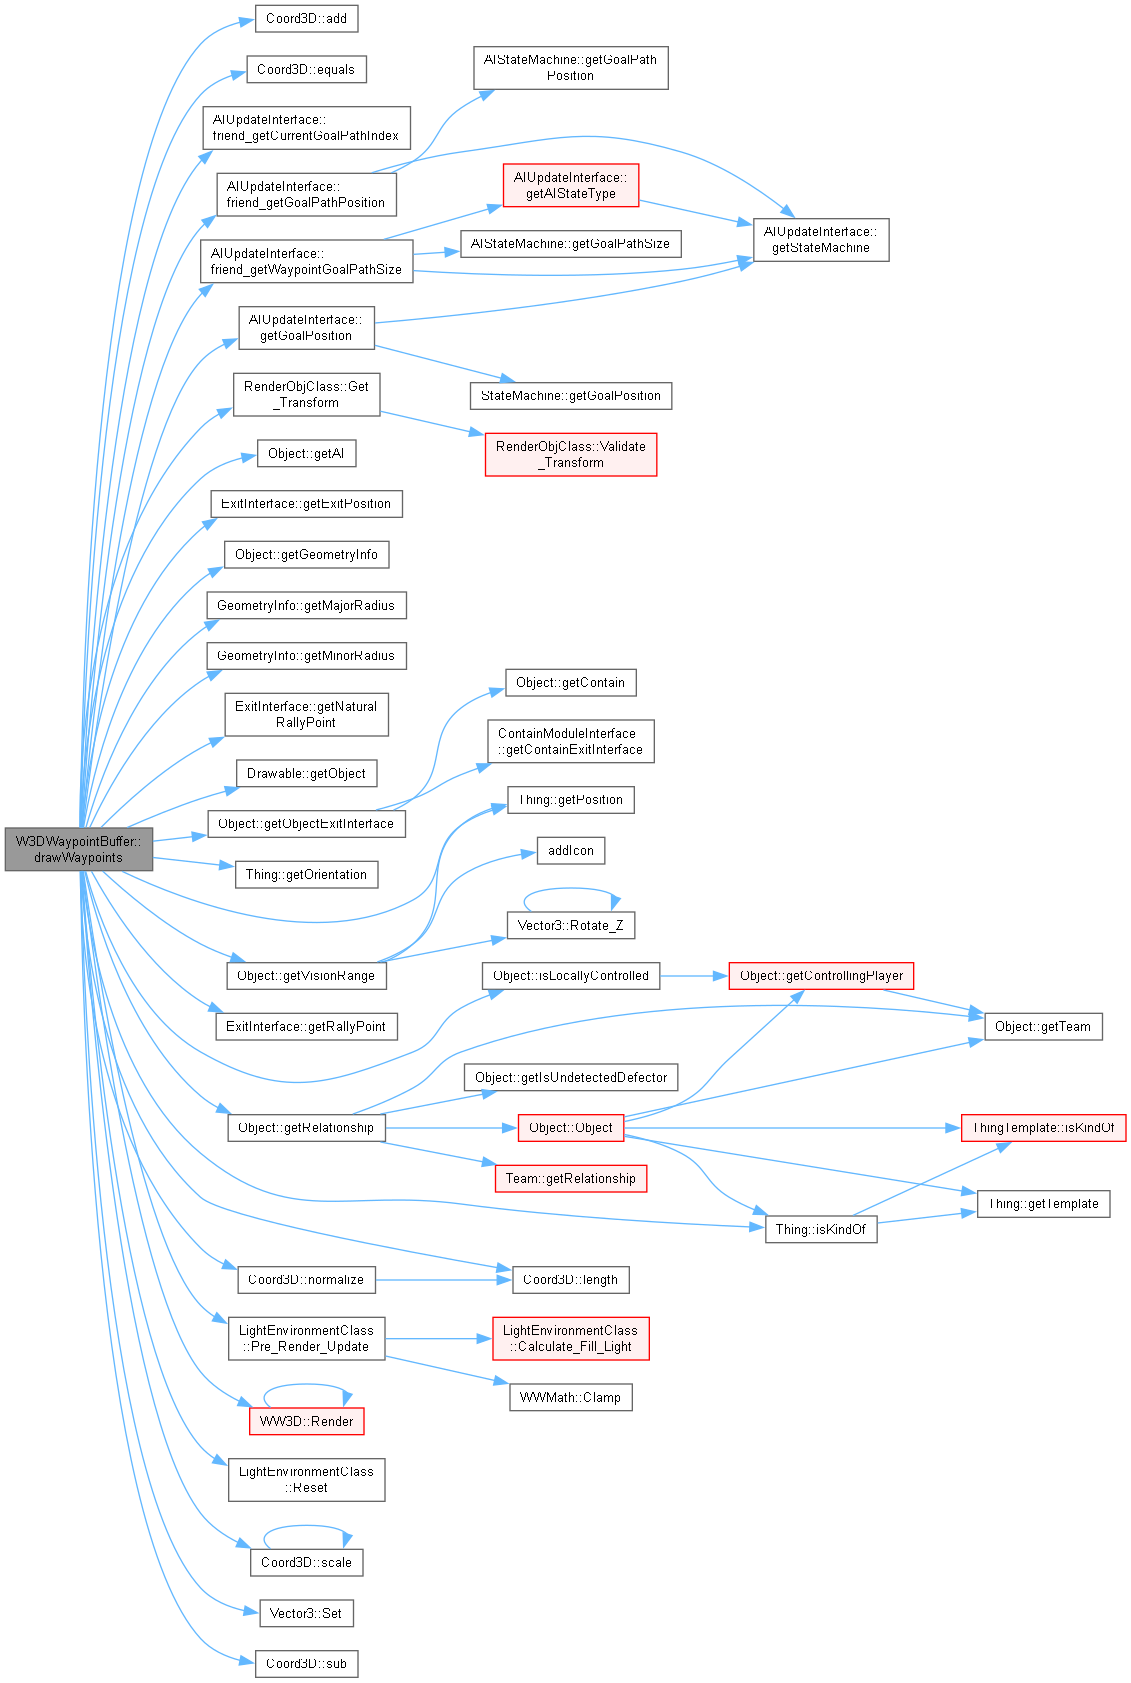 Coord3D::add
Coord3D::equals
AIUpdateInterface::
friend_getCurrentGoalPathIndex
AIUpdateInterface::
friend_getGoalPathPosition
AIUpdateInterface::
friend_getWaypointGoalPathSize
AIUpdateInterface::
getGoalPosition
RenderObjClass::Get
_Transform
Object::getAI
ExitInterface::getExitPosition
Object::getGeometryInfo
GeometryInfo::getMajorRadius
GeometryInfo::getMinorRadius
ExitInterface::getNatural
RallyPoint
Drawable::getObject
Object::getObjectExitInterface
W3DWaypointBuffer::
drawWaypoints
Thing::getOrientation
Object::getVisionRange
ExitInterface::getRallyPoint
Object::getRelationship
Coord3D::normalize
LightEnvironmentClass
::Pre_Render_Update
WW3D::Render
LightEnvironmentClass
::Reset
Coord3D::scale
Vector3::Set
Coord3D::sub
AIStateMachine::getGoalPath
Position
AIUpdateInterface::
getAIStateType
AIStateMachine::getGoalPathSize
StateMachine::getGoalPosition
RenderObjClass::Validate
_Transform
Object::getContain
ContainModuleInterface
::getContainExitInterface
Thing::getPosition
addIcon
Vector3::Rotate_Z
Object::isLocallyControlled
Object::getIsUndetectedDefector
Object::Object
Team::getRelationship
Coord3D::length
LightEnvironmentClass
::Calculate_Fill_Light
WWMath::Clamp
AIUpdateInterface::
getStateMachine
Object::getControllingPlayer
Thing::isKindOf
Object::getTeam
ThingTemplate::isKindOf
Thing::getTemplate